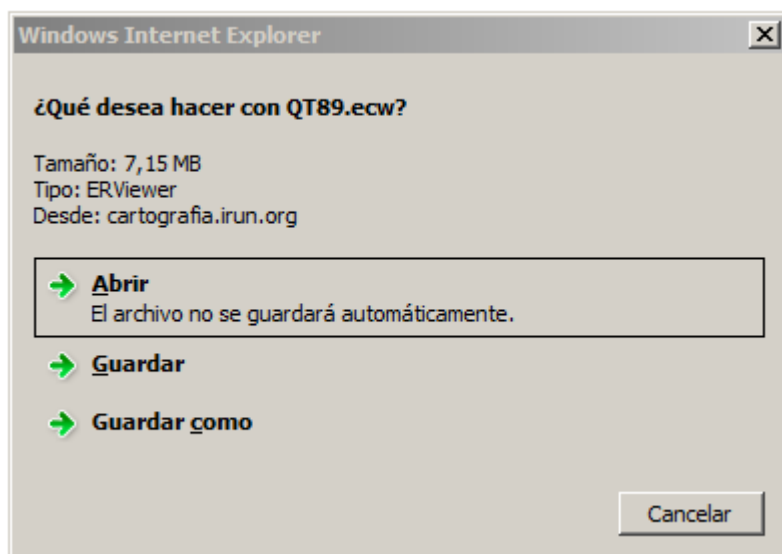 Windows Internet Explorer
¿Qué desea hacer con QT89.ecw?
Tamaño: 7,15 MB
Tipo: ERViewer
Desde: cartografia.irun.org
Abrir
El archivo no se guardará automáticamente.
Guardar
Guardar como
Cancelar